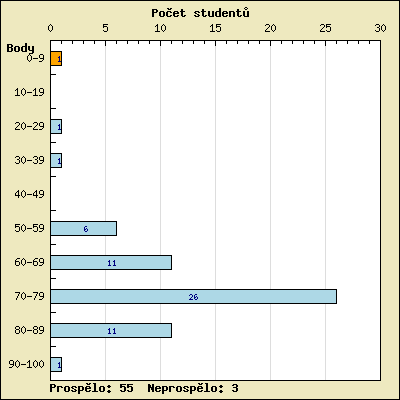 Počet studentů
0 5 10 15 20 25 30
Body
0-9 1
10-19
20-29 1
30-39 1
40-49
50-59 6
60-69 11
70-79 26
80-89 11
90-100 1
Prospělo: 55 Neprospělo: 3